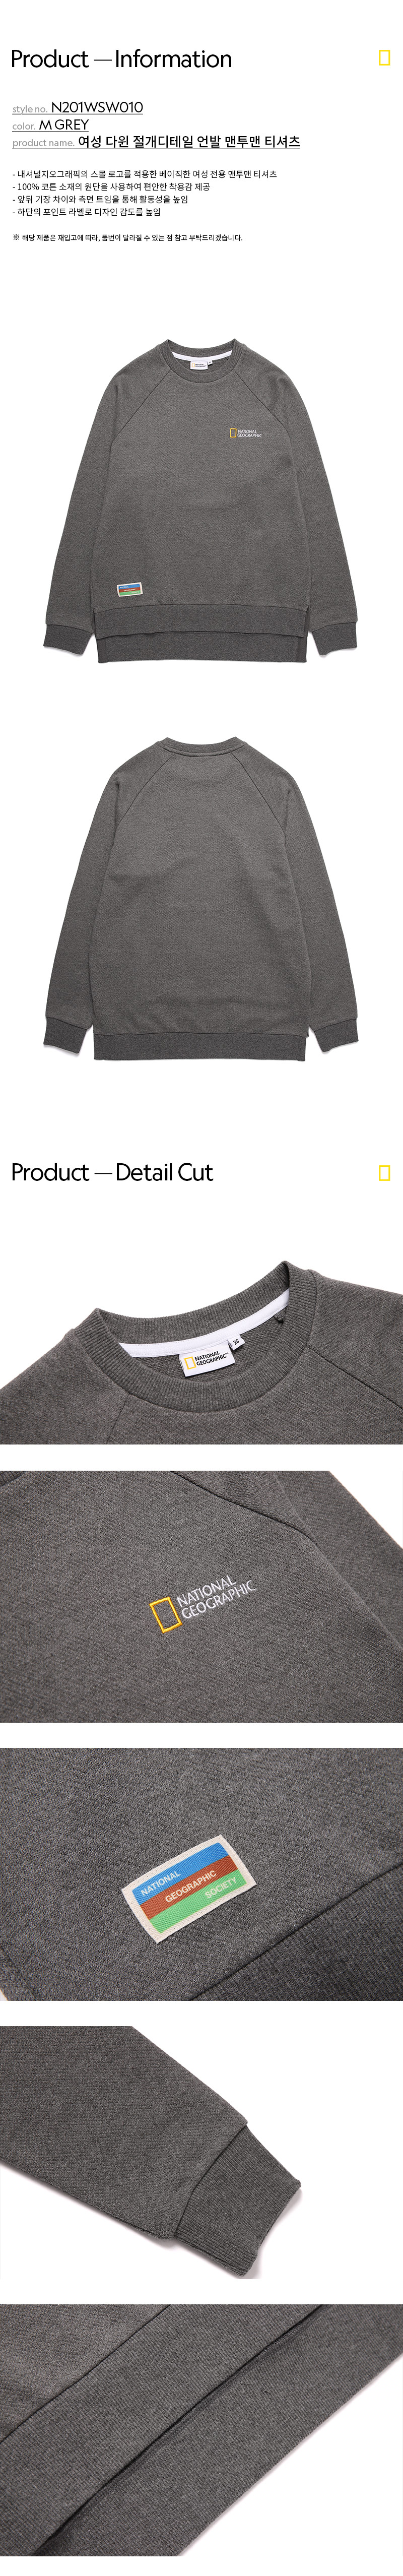 Product — Information
style no. N201WSW010
color. M GREY
product name. 여성 다윈 절개디테일 언발 맨투맨 티셔츠
- 내셔널지오그래픽의 스몰 로고를 적용한 베이직한 여성 전용 맨투맨 티셔츠
- 100% 코튼 소재의 원단을 사용하여 편안한 착용감 제공
- 앞뒤 기장 차이와 측면 트임을 통해 활동성을 높임
- 하단의 포인트 라벨로 디자인 감도를 높임
※ 해당 제품은 재입고에 따라, 품번이 달라질 수 있는 점 참고 부탁드리겠습니다.
NATIONAL
GEOGRAPHIC
Product — Detail Cut
NATIONAL
GEOGRAPHIC
NATIONAL
GEOGRAPHIC
NATIONAL
GEOGRAPHIC
SOCIETY